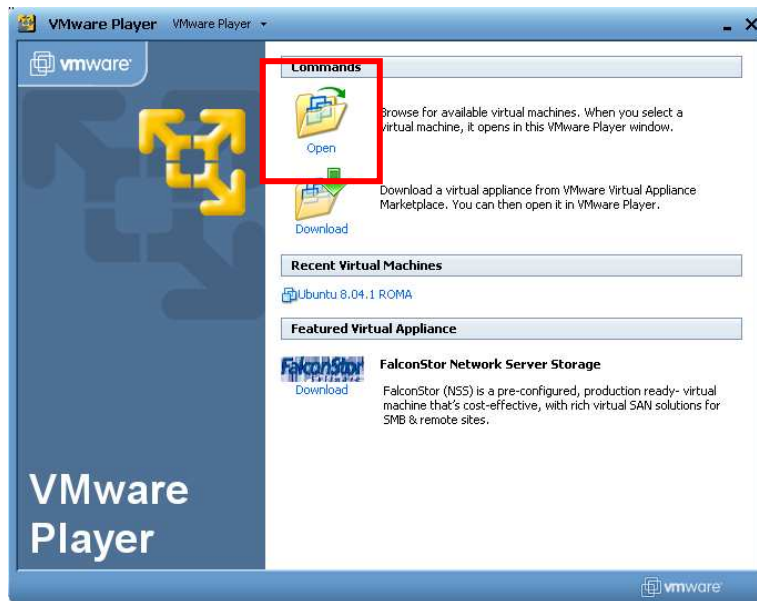 VMware Player VMware Player
vmware
Commands
Browse for available virtual machines. When you select a
virtual machine, it opens in this VMware Player window.
Open
Download a virtual appliance from VMware Virtual Appliance
Marketplace. You can then open it in VMware Player.
Download
Recent Virtual Machines
Ubuntu 8.04.1 ROMA
Featured Virtual Appliance
FalconStor
FalconStor Network Server Storage
Download
FalconStor (NSS) is a pre-configured, production ready- virtual
machine that's cost-effective, with rich virtual SAN solutions for
SMB & remote sites.
VMware
Player
vmware